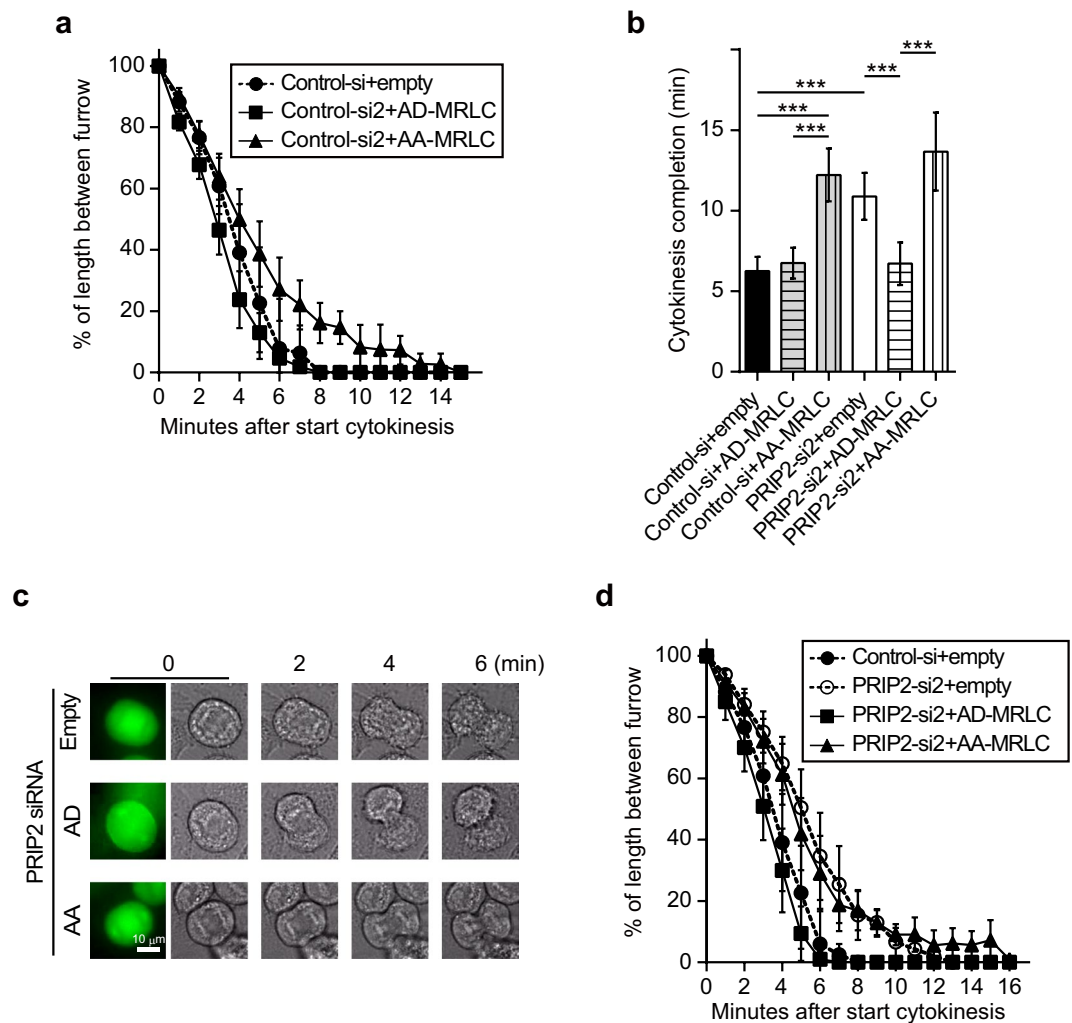 a
% of length between furrow
100
80
60
40
20
0
0 2 4 6 8 10 12 14
Minutes after start cytokinesis
Control-si+empty
Control-si2+AD-MRLC
Control-si2+AA-MRLC
b
Cytokinesis completion (min)
15
10
5
0
***
***
***
***
***
***
Control-si+empty
Control-si+AD-MRLC
Control-si+AA-MRLC
PRIP2-si2+empty
PRIP2-si2+AD-MRLC
PRIP2-si2+AA-MRLC
c
0 2 4 6 (min)
PRIP2 siRNA
Empty
AD
AA
10 μm
d
% of length between furrow
100
80
60
40
20
0
0 2 4 6 8 10 12 14 16
Minutes after start cytokinesis
Control-si+empty
PRIP2-si2+empty
PRIP2-si2+AD-MRLC
PRIP2-si2+AA-MRLC